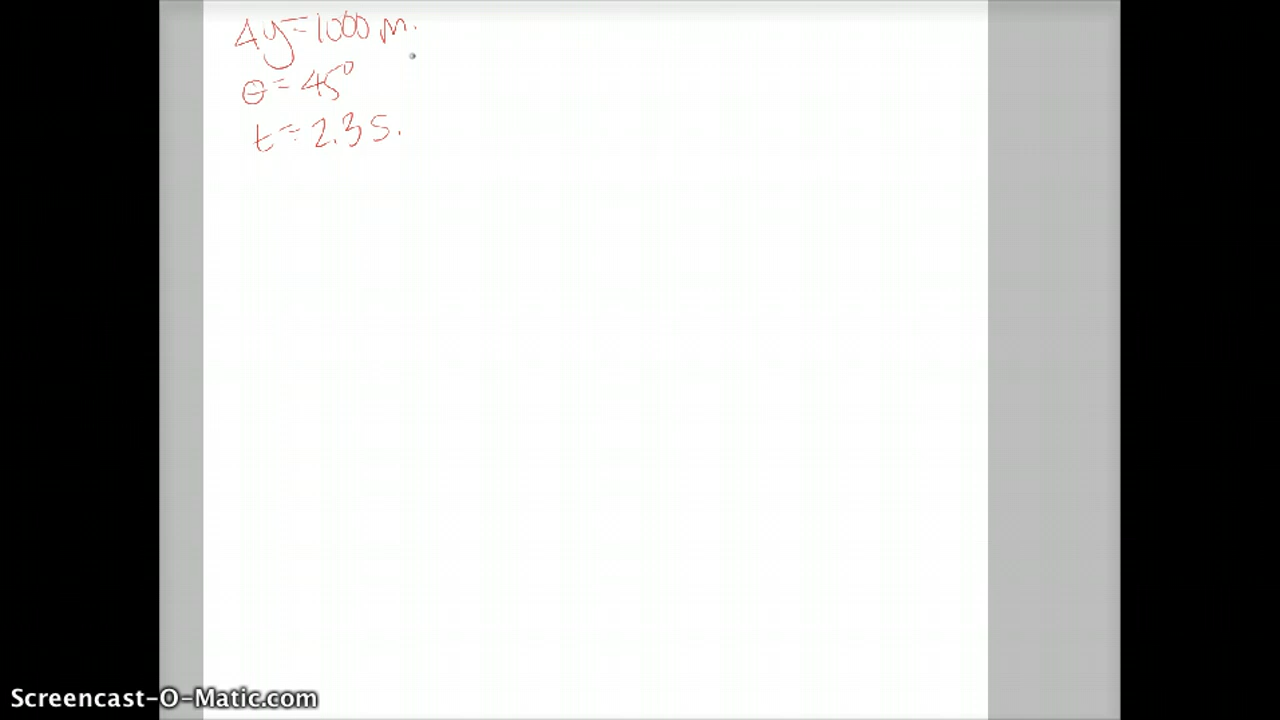 Δy=1000 m.
θ=45°
t=2.3 s.
Screencast-O-Matic.com